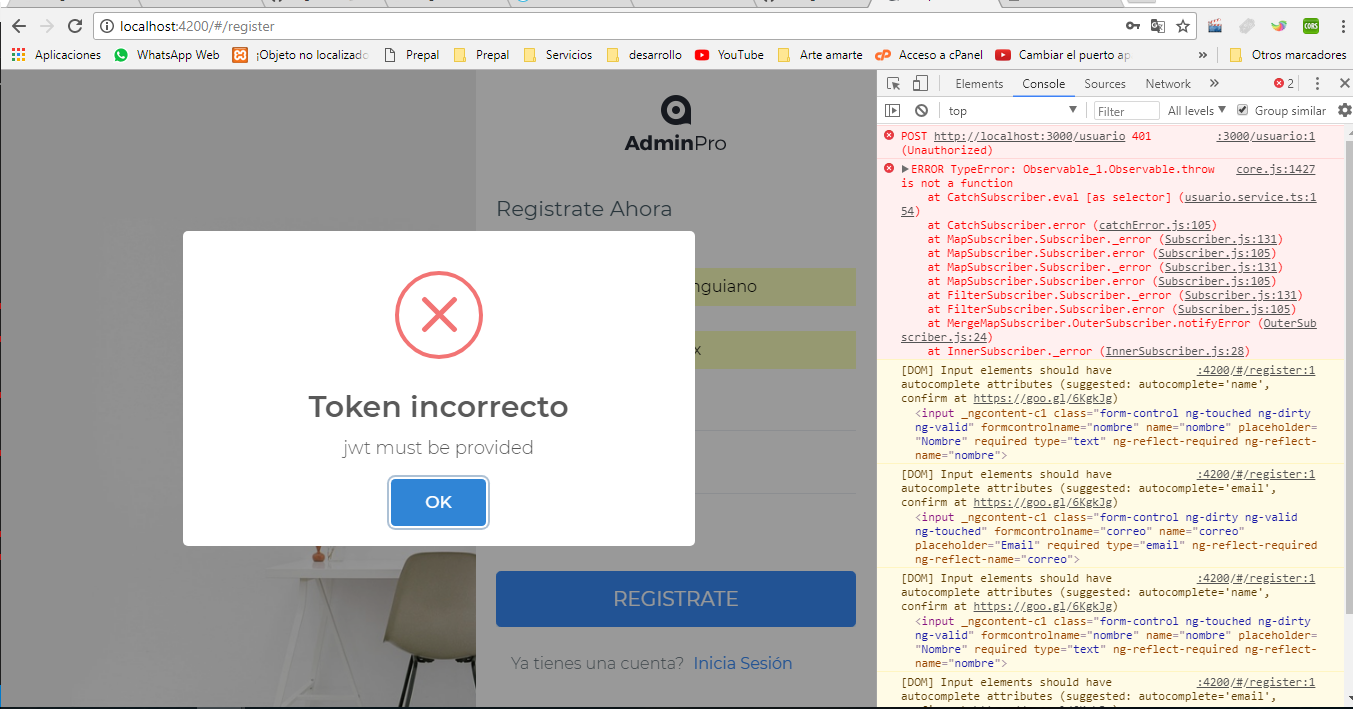 localhost:4200/#/register
CORS
Aplicaciones
WhatsApp Web
¡Objeto no localizado
Prepal
Prepal
Servicios
desarrollo
YouTube
Arte amarte
cP
Acceso a cPanel
Cambiar el puerto ap
»
Otros marcadores
AdminPro
Registrate Ahora
nguiano
x
Token incorrecto
jwt must be provided
OK
REGISTRATE
Ya tienes una cuenta? Inicia Sesión
Elements Console Sources Network » 2
top Filter All levels Group similar
POST http://localhost:3000/usuario 401 :3000/usuario:1
(Unauthorized)
ERROR TypeError: Observable_1.Observable.throw core.js:1427
is not a function
at CatchSubscriber.eval [as selector] (usuario.service.ts:1
54)
at CatchSubscriber.error (catchError.js:105)
at MapSubscriber.Subscriber._error (Subscriber.js:131)
at MapSubscriber.Subscriber.error (Subscriber.js:105)
at MapSubscriber.Subscriber._error (Subscriber.js:131)
at MapSubscriber.Subscriber.error (Subscriber.js:105)
at FilterSubscriber.Subscriber._error (Subscriber.js:131)
at FilterSubscriber.Subscriber.error (Subscriber.js:105)
at MergeMapSubscriber.OuterSubscriber.notifyError (OuterSub
scriber.js:24)
at InnerSubscriber._error (InnerSubscriber.js:28)
[DOM] Input elements should have :4200/#/register:1
autocomplete attributes (suggested: autocomplete='name',
confirm at https://goo.gl/6KgkJg)
<input _ngcontent-c1 class="form-control ng-touched ng-dirty
ng-valid" formcontrolname="nombre" name="nombre" placeholder=
"Nombre" required type="text" ng-reflect-required ng-reflect-
name="nombre">
[DOM] Input elements should have :4200/#/register:1
autocomplete attributes (suggested: autocomplete='email',
confirm at https://goo.gl/6KgkJg)
<input _ngcontent-c1 class="form-control ng-dirty ng-valid
ng-touched" formcontrolname="correo" name="correo"
placeholder="Email" required type="email" ng-reflect-required
ng-reflect-name="correo">
[DOM] Input elements should have :4200/#/register:1
autocomplete attributes (suggested: autocomplete='name',
confirm at https://goo.gl/6KgkJg)
<input _ngcontent-c1 class="form-control ng-touched ng-dirty
ng-valid" formcontrolname="nombre" name="nombre" placeholder=
"Nombre" required type="text" ng-reflect-required ng-reflect-
name="nombre">
[DOM] Input elements should have :4200/#/register:1
autocomplete attributes (suggested: autocomplete='email',